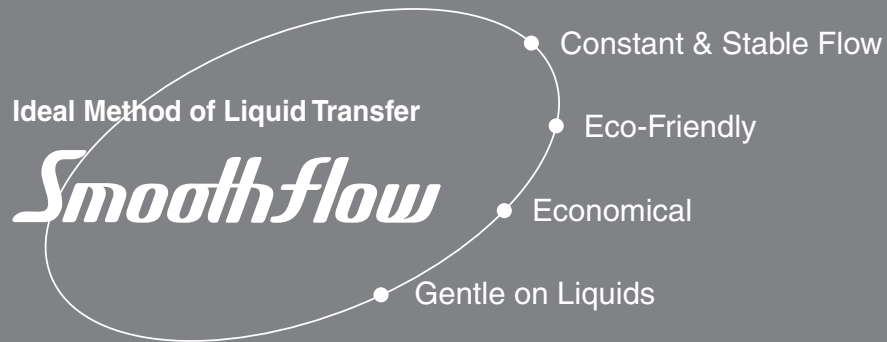 Constant & Stable Flow
Ideal Method of Liquid Transfer
Eco-Friendly
Smoothflow
Economical
Gentle on Liquids